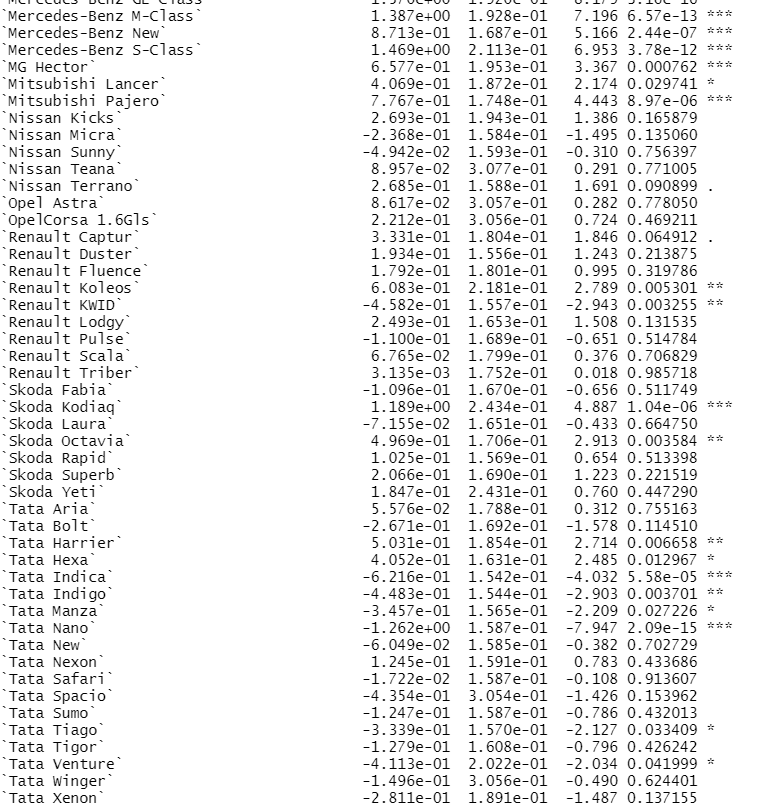 `Mercedes-Benz M-Class` 1.387e+00 1.928e-01 7.196 6.57e-13 ***
`Mercedes-Benz New` 8.713e-01 1.687e-01 5.166 2.44e-07 ***
`Mercedes-Benz S-Class` 1.469e+00 2.113e-01 6.953 3.78e-12 ***
`MG Hector` 6.577e-01 1.953e-01 3.367 0.000762 ***
`Mitsubishi Lancer` 4.069e-01 1.872e-01 2.174 0.029741 *
`Mitsubishi Pajero` 7.767e-01 1.748e-01 4.443 8.97e-06 ***
`Nissan Kicks` 2.693e-01 1.943e-01 1.386 0.165879
`Nissan Micra` -2.368e-01 1.584e-01 -1.495 0.135060
`Nissan Sunny` -4.942e-02 1.593e-01 -0.310 0.756397
`Nissan Teana` 8.957e-02 3.077e-01 0.291 0.771005
`Nissan Terrano` 2.685e-01 1.588e-01 1.691 0.090899 .
`Opel Astra` 8.617e-02 3.057e-01 0.282 0.778050
`OpelCorsa 1.6Gls` 2.212e-01 3.056e-01 0.724 0.469211
`Renault Captur` 3.331e-01 1.804e-01 1.846 0.064912 .
`Renault Duster` 1.934e-01 1.556e-01 1.243 0.213875
`Renault Fluence` 1.792e-01 1.801e-01 0.995 0.319786
`Renault Koleos` 6.083e-01 2.181e-01 2.789 0.005301 **
`Renault KWID` -4.582e-01 1.557e-01 -2.943 0.003255 **
`Renault Lodgy` 2.493e-01 1.653e-01 1.508 0.131535
`Renault Pulse` -1.100e-01 1.689e-01 -0.651 0.514784
`Renault Scala` 6.765e-02 1.799e-01 0.376 0.706829
`Renault Triber` 3.135e-03 1.752e-01 0.018 0.985718
`Skoda Fabia` -1.096e-01 1.670e-01 -0.656 0.511749
`Skoda Kodiaq` 1.189e+00 2.434e-01 4.887 1.04e-06 ***
`Skoda Laura` -7.155e-02 1.651e-01 -0.433 0.664750
`Skoda Octavia` 4.969e-01 1.706e-01 2.913 0.003584 **
`Skoda Rapid` 1.025e-01 1.569e-01 0.654 0.513398
`Skoda Superb` 2.066e-01 1.690e-01 1.223 0.221519
`Skoda Yeti` 1.847e-01 2.431e-01 0.760 0.447290
`Tata Aria` 5.576e-02 1.788e-01 0.312 0.755163
`Tata Bolt` -2.671e-01 1.692e-01 -1.578 0.114510
`Tata Harrier` 5.031e-01 1.854e-01 2.714 0.006658 **
`Tata Hexa` 4.052e-01 1.631e-01 2.485 0.012967 *
`Tata Indica` -6.216e-01 1.542e-01 -4.032 5.58e-05 ***
`Tata Indigo` -4.483e-01 1.544e-01 -2.903 0.003701 **
`Tata Manza` -3.457e-01 1.565e-01 -2.209 0.027226 *
`Tata Nano` -1.262e+00 1.587e-01 -7.947 2.09e-15 ***
`Tata New` -6.049e-02 1.585e-01 -0.382 0.702729
`Tata Nexon` 1.245e-01 1.591e-01 0.783 0.433686
`Tata Safari` -1.722e-02 1.587e-01 -0.108 0.913607
`Tata Spacio` -4.354e-01 3.054e-01 -1.426 0.153962
`Tata Sumo` -1.247e-01 1.587e-01 -0.786 0.432013
`Tata Tiago` -3.339e-01 1.570e-01 -2.127 0.033409 *
`Tata Tigor` -1.279e-01 1.608e-01 -0.796 0.426242
`Tata Venture` -4.113e-01 2.022e-01 -2.034 0.041999 *
`Tata Winger` -1.496e-01 3.056e-01 -0.490 0.624401
`Tata Xenon` -2.811e-01 1.891e-01 -1.487 0.137155